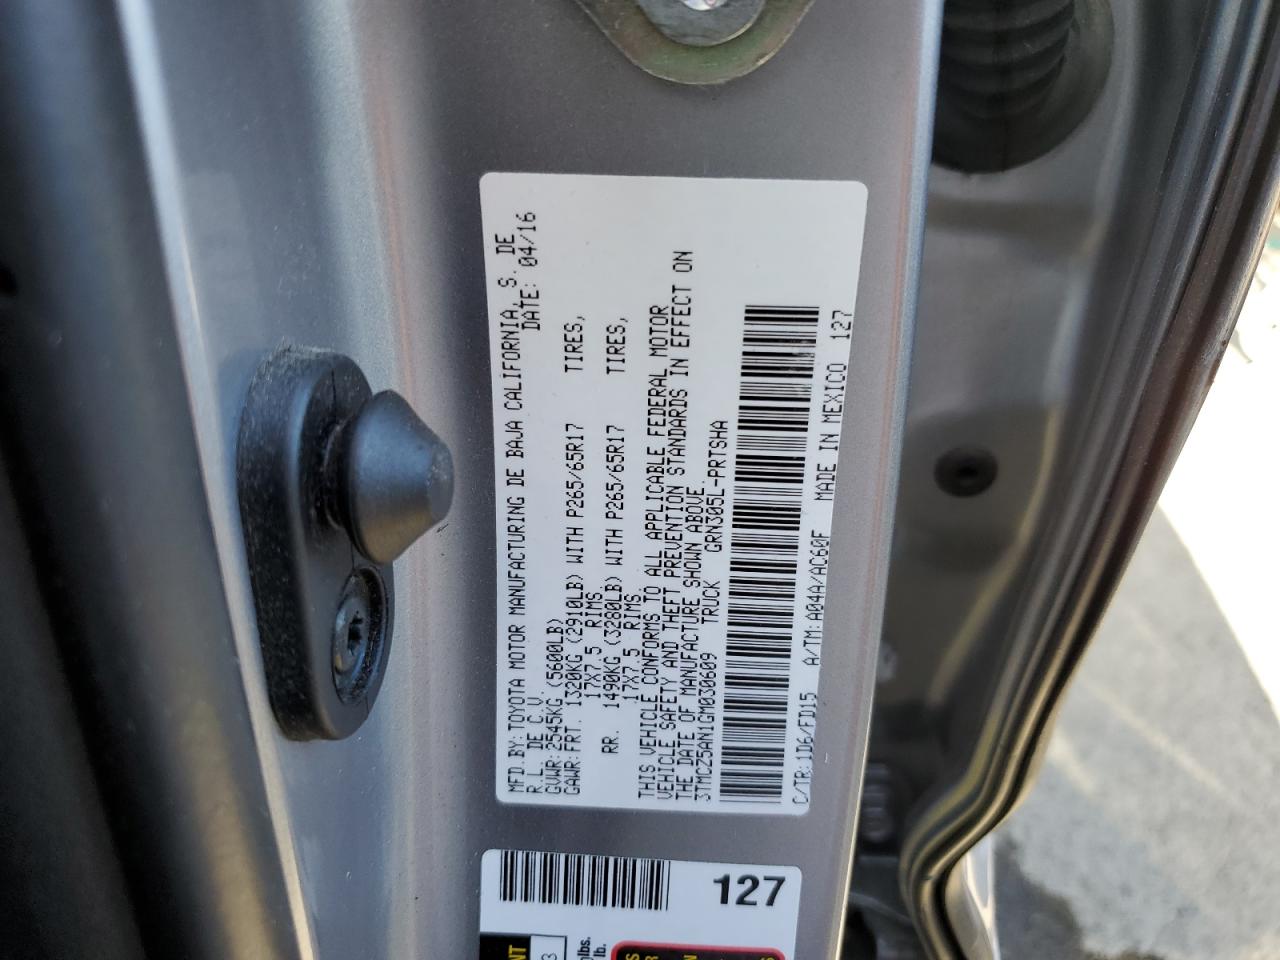 MFD.BY:TOYOTA MOTOR MANUFACTURING DE BAJA CALIFORNIA, S. DE
R.L. DE C.V. DATE: 04/16
GVWR:2545KG (5600LB)
GAWR:FRT. 1320KG (2910LB) WITH P265/65R17 TIRES,
17X7.5 RIMS.
RR. 1490KG (3280LB) WITH P265/65R17 TIRES,
17X7.5 RIMS.
THIS VEHICLE CONFORMS TO ALL APPLICABLE FEDERAL MOTOR
VEHICLE SAFETY AND THEFT PREVENTION STANDARDS IN EFFECT ON
THE DATE OF MANUFACTURE SHOWN ABOVE.
3TMCZ5AN1GM030609 TRUCK GRN305L-PRTSHA
C/TR:1D6/FD15 A/TM:A04A/AC60F MADE IN MEXICO 127
127